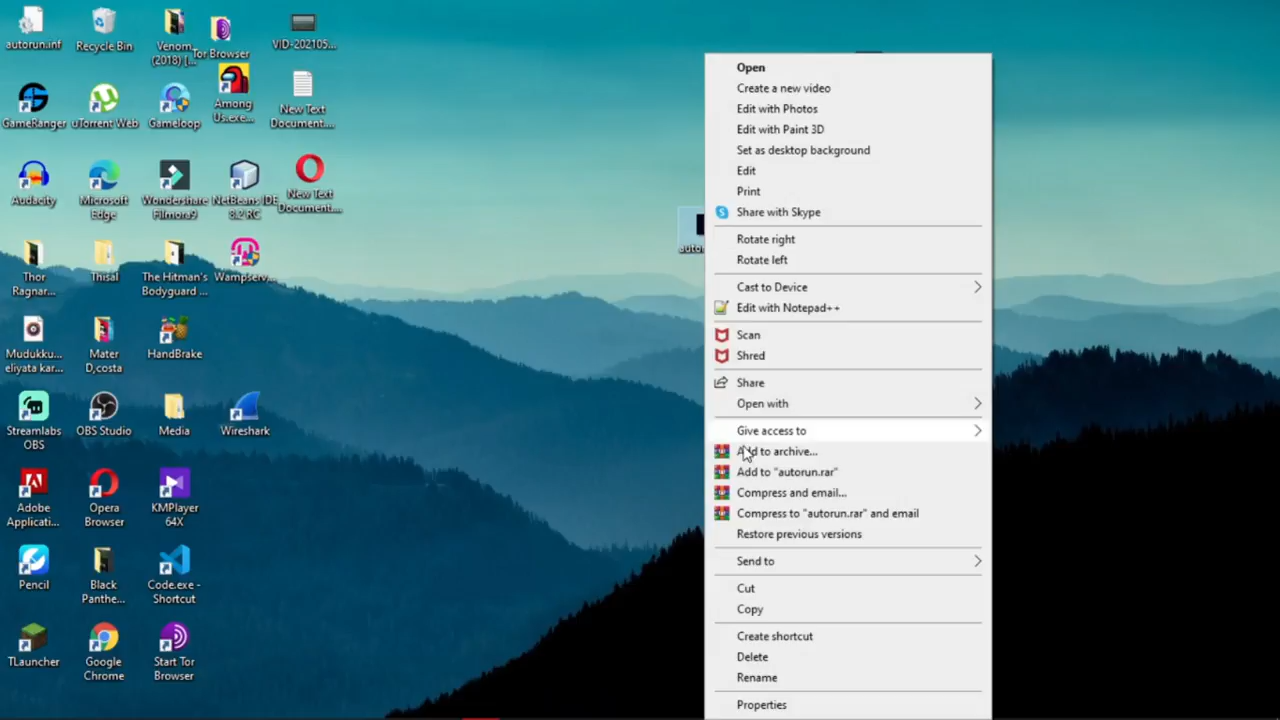 autorun.inf
Recycle Bin
Venom
(2018) [...
Tor Browser
VID-202105...
GameRanger
uTorrent Web
Gameloop
Among
Us.exe...
New Text
Document....
Audacity
Microsoft
Edge
Wondershare
Filmora9
NetBeans IDE
8.2 RC
New Text
Document....
Thor
Ragnar...
Thisal
The Hitman's
Bodyguard ...
Wampserv...
Mudukku...
eliyata kar...
Mater
D,costa
HandBrake
Streamlabs
OBS
OBS Studio
Media
Wireshark
Adobe
Applicati...
Opera
Browser
KMPlayer
64X
Pencil
Black
Panthe...
Code.exe -
Shortcut
TLauncher
Google
Chrome
Start Tor
Browser
Open
Create a new video
Edit with Photos
Edit with Paint 3D
Set as desktop background
Edit
Print
Share with Skype
Rotate right
Rotate left
Cast to Device
Edit with Notepad++
Scan
Shred
Share
Open with
Give access to
Add to archive...
Add to "autorun.rar"
Compress and email...
Compress to "autorun.rar" and email
Restore previous versions
Send to
Cut
Copy
Create shortcut
Delete
Rename
Properties